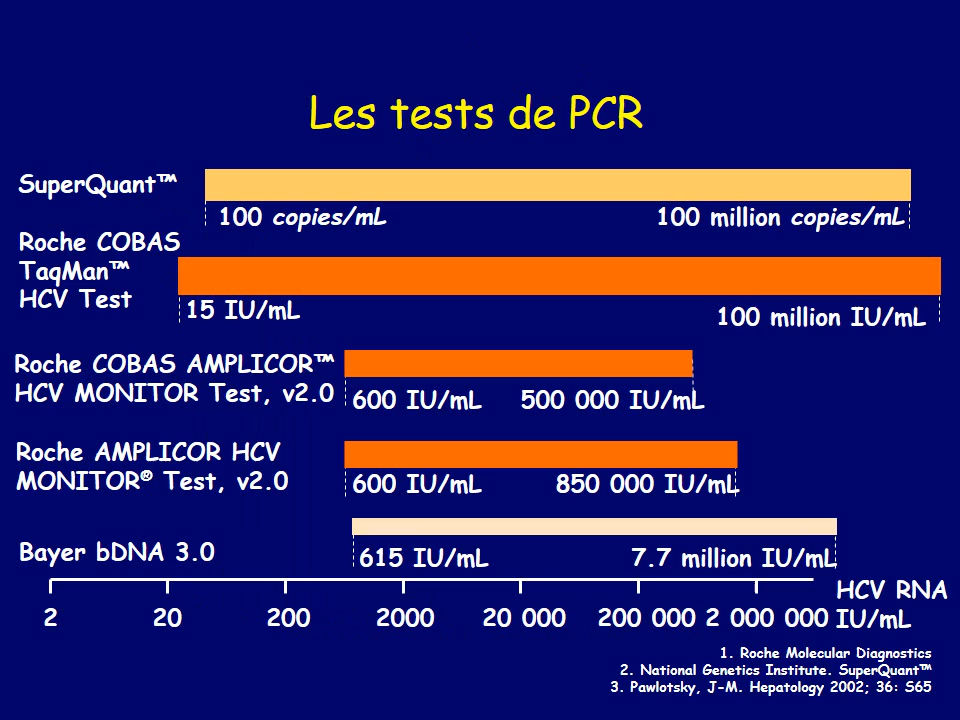 Les tests de PCR
SuperQuant™
100 copies/mL
100 million copies/mL
Roche COBAS
TaqMan™
HCV Test
15 IU/mL
100 million IU/mL
Roche COBAS AMPLICOR™
HCV MONITOR Test, v2.0
600 IU/mL
500 000 IU/mL
Roche AMPLICOR HCV
MONITOR® Test, v2.0
600 IU/mL
850 000 IU/mL
Bayer bDNA 3.0
615 IU/mL
7.7 million IU/mL
2
20
200
2000
20 000
200 000
2 000 000
HCV RNA
IU/mL
1. Roche Molecular Diagnostics
2. National Genetics Institute. SuperQuant™
3. Pawlotsky, J-M. Hepatology 2002; 36: S65